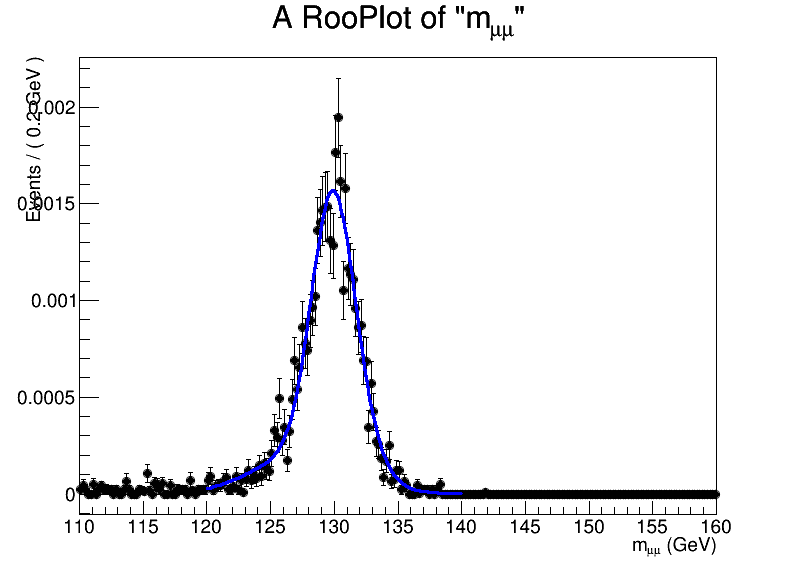 A RooPlot of "mμμ"
Events / ( 0.2 GeV )
0.002
0.0015
0.001
0.0005
0
110 115 120 125 130 135 140 145 150 155 160
mμμ (GeV)